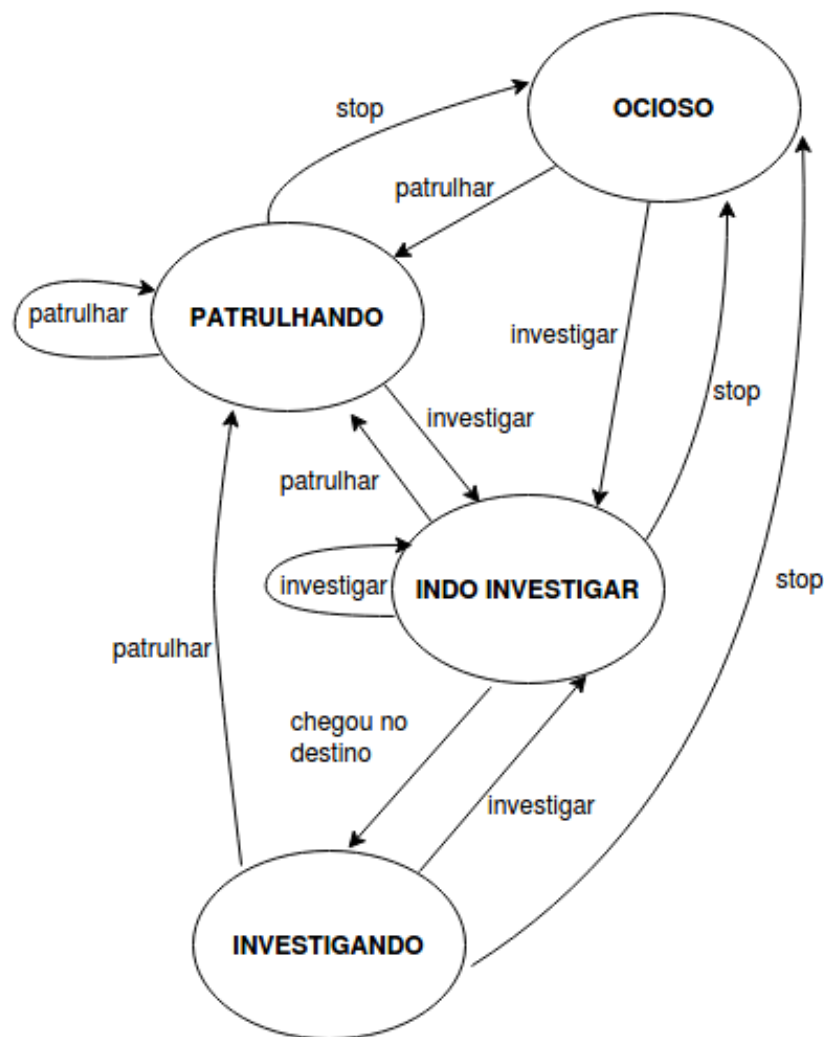 OCIOSO
stop
patrulhar
PATRULHANDO
patrulhar
investigar
stop
investigar
patrulhar
INDO INVESTIGAR
investigar
stop
patrulhar
chegou no
destino
investigar
INVESTIGANDO